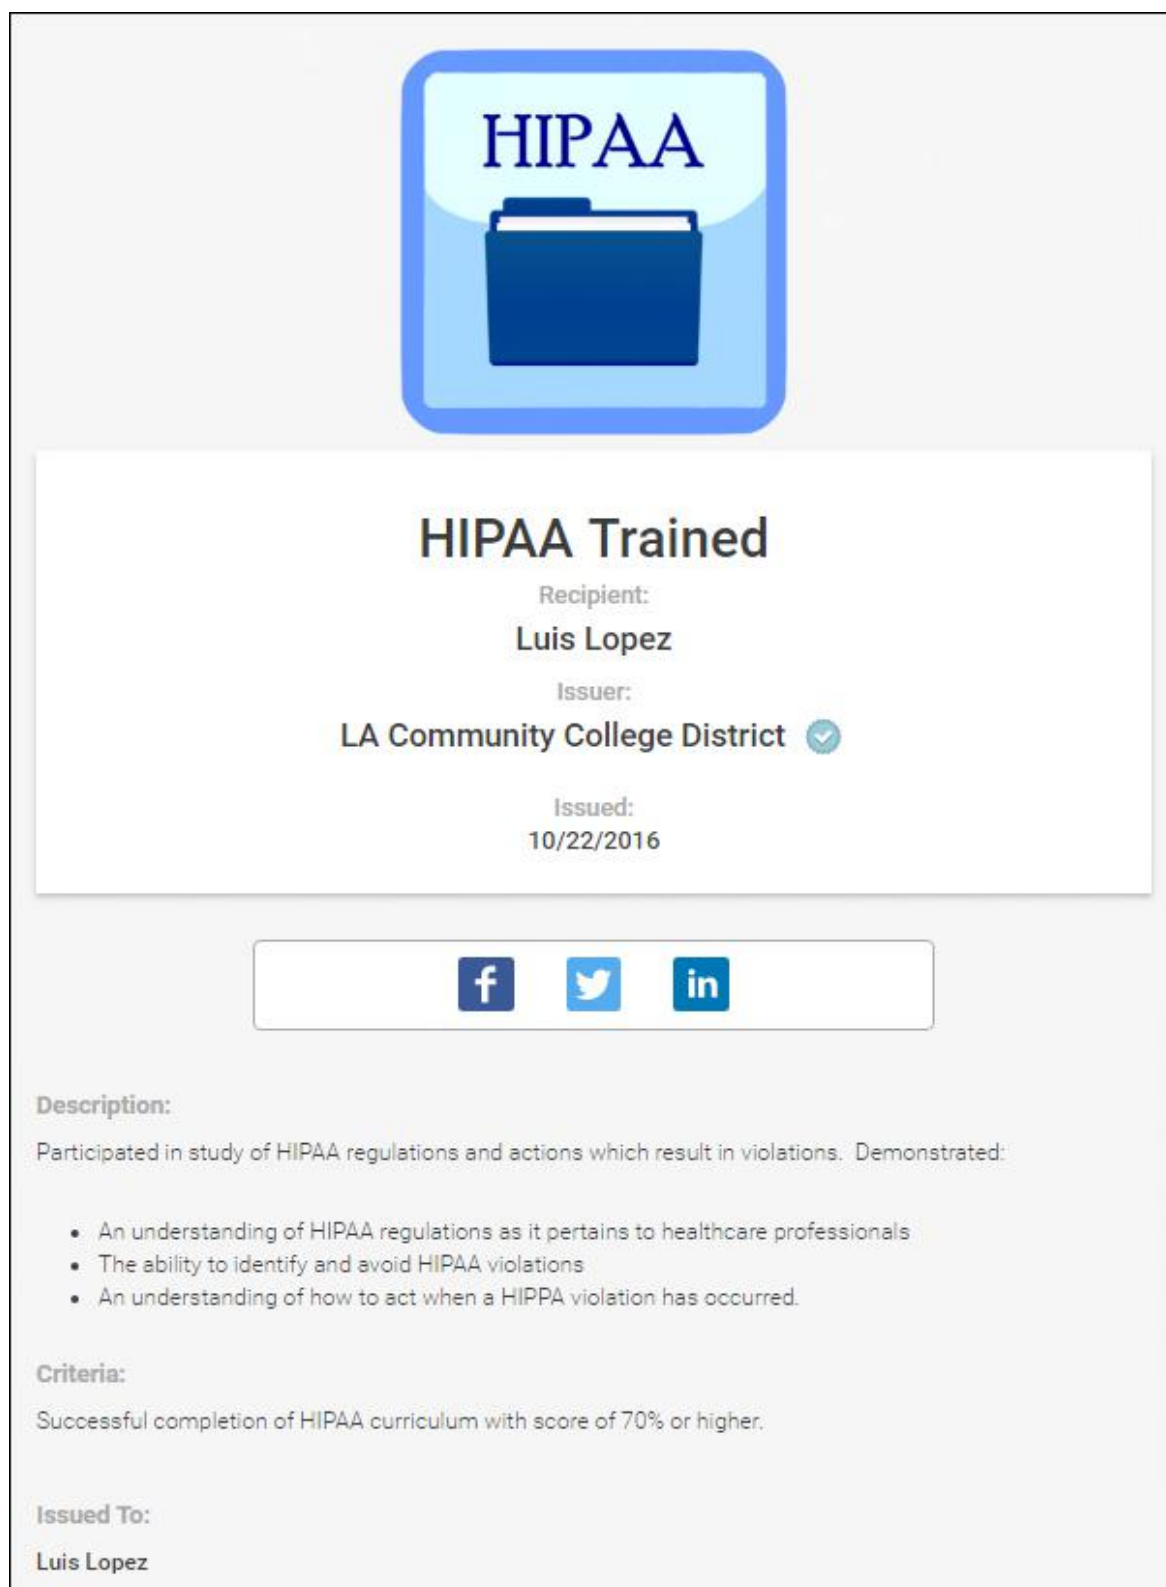 HIPAA
HIPAA Trained
Recipient:
Luis Lopez
Issuer:
LA Community College District
Issued:
10/22/2016
f in
Description:
Participated in study of HIPAA regulations and actions which result in violations. Demonstrated:
• An understanding of HIPAA regulations as it pertains to healthcare professionals
• The ability to identify and avoid HIPAA violations
• An understanding of how to act when a HIPPA violation has occurred.
Criteria:
Successful completion of HIPAA curriculum with score of 70% or higher.
Issued To:
Luis Lopez